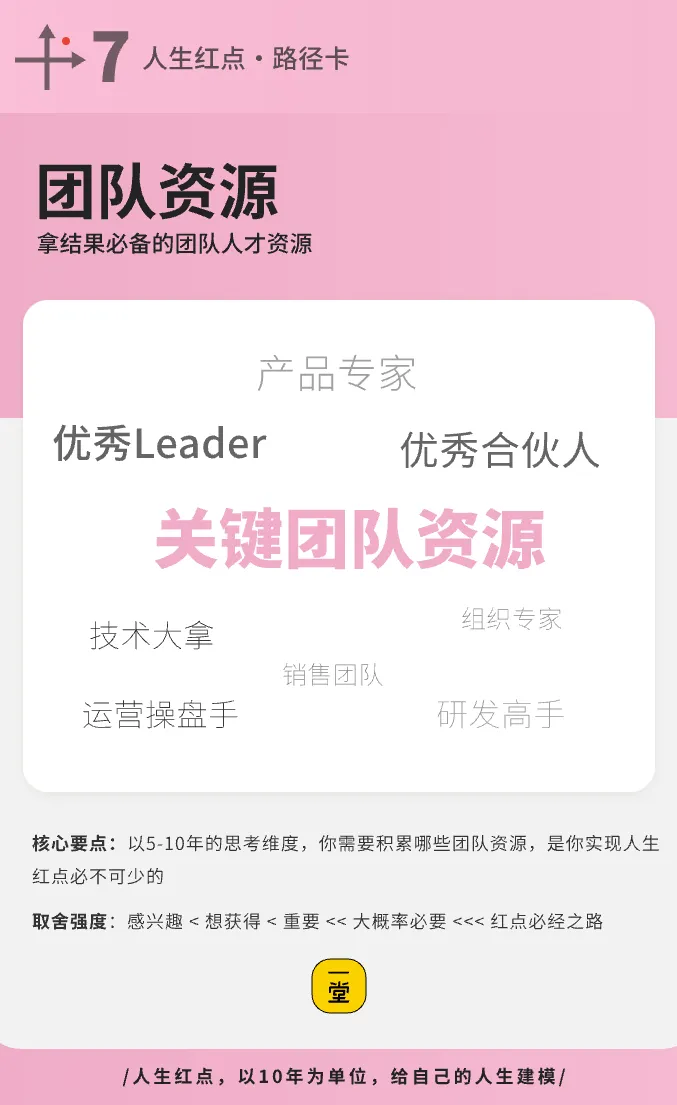 7 人生红点·路径卡
团队资源
拿结果必备的团队人才资源
产品专家
优秀Leader
优秀合伙人
关键团队资源
组织专家
技术大拿
销售团队
运营操盘手
研发高手
核心要点：以5-10年的思考维度，你需要积累哪些团队资源，是你实现人生
红点必不可少的
取舍强度：感兴趣 < 想获得 < 重要 << 大概率必要 <<< 红点必经之路
一堂
/人生红点，以10年为单位，给自己的人生建模/